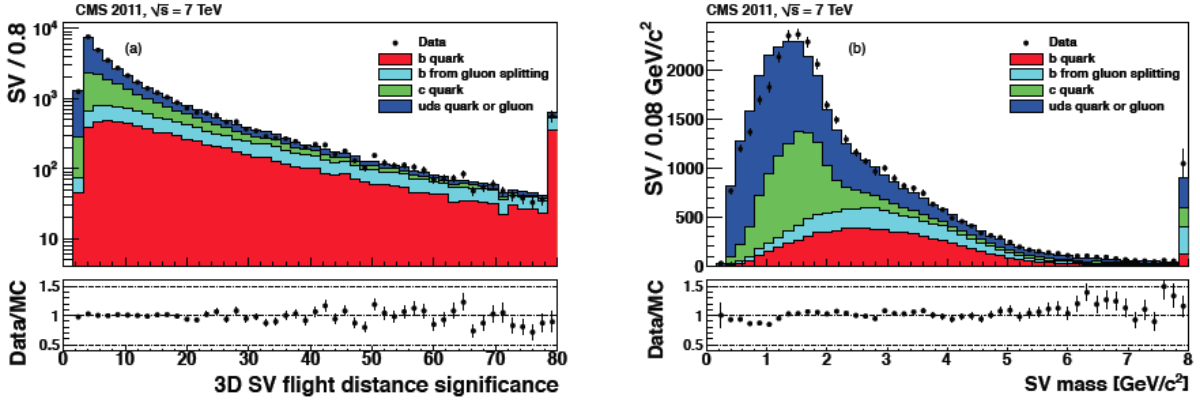 CMS 2011, √s = 7 TeV
SV / 0.8
10⁴
10³
10²
10
(a)
Data
b quark
b from gluon splitting
c quark
uds quark or gluon
Data/MC
1.5
1
0.5
0 10 20 30 40 50 60 70 80
3D SV flight distance significance
CMS 2011, √s = 7 TeV
SV / 0.08 GeV/c²
2000
1500
1000
500
0
(b)
Data
b quark
b from gluon splitting
c quark
uds quark or gluon
Data/MC
1.5
1
0.5
0 1 2 3 4 5 6 7 8
SV mass [GeV/c²]